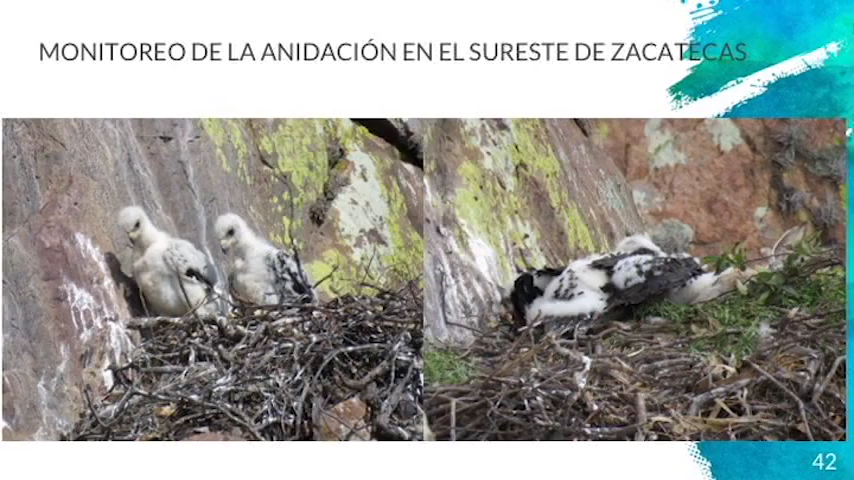 MONITOREO DE LA ANIDACIÓN EN EL SURESTE DE ZACATECAS
42